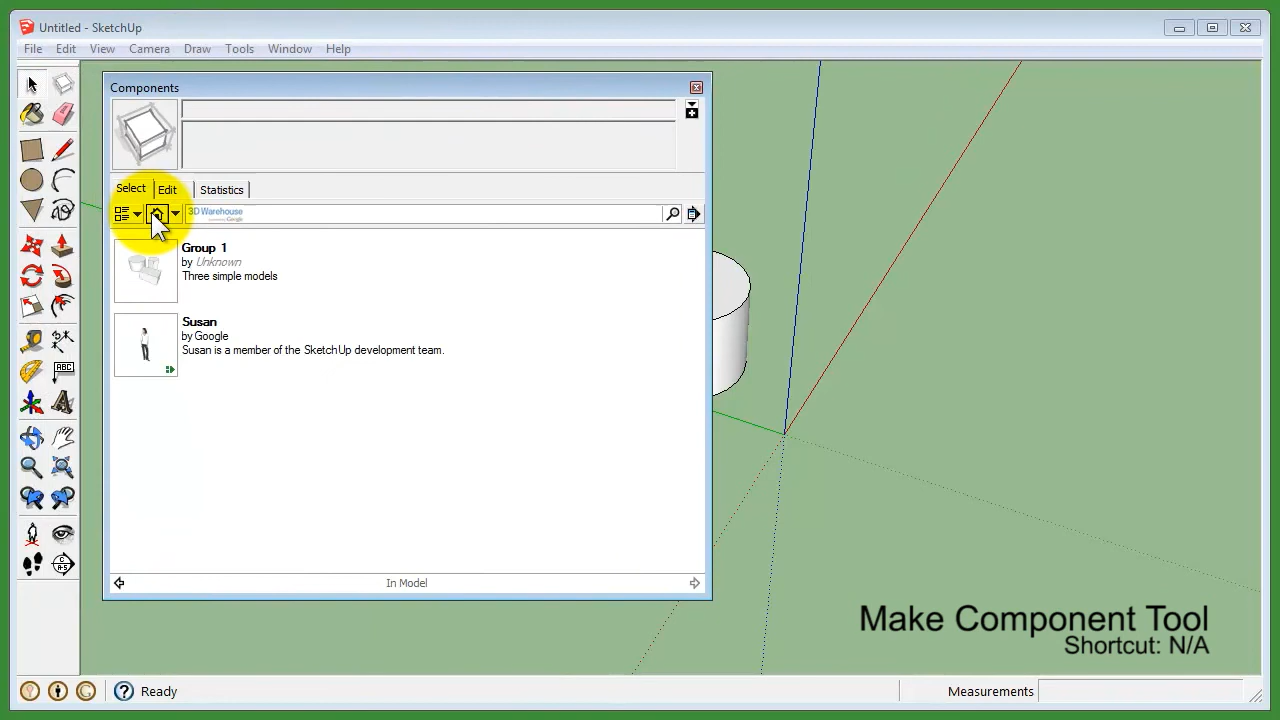 Untitled - SketchUp
File Edit View Camera Draw Tools Window Help
Components
Select Edit Statistics
3D Warehouse
Group 1
by Unknown
Three simple models
Susan
by Google
Susan is a member of the SketchUp development team.
In Model
ABC
Make Component Tool
Shortcut: N/A
Ready
Measurements